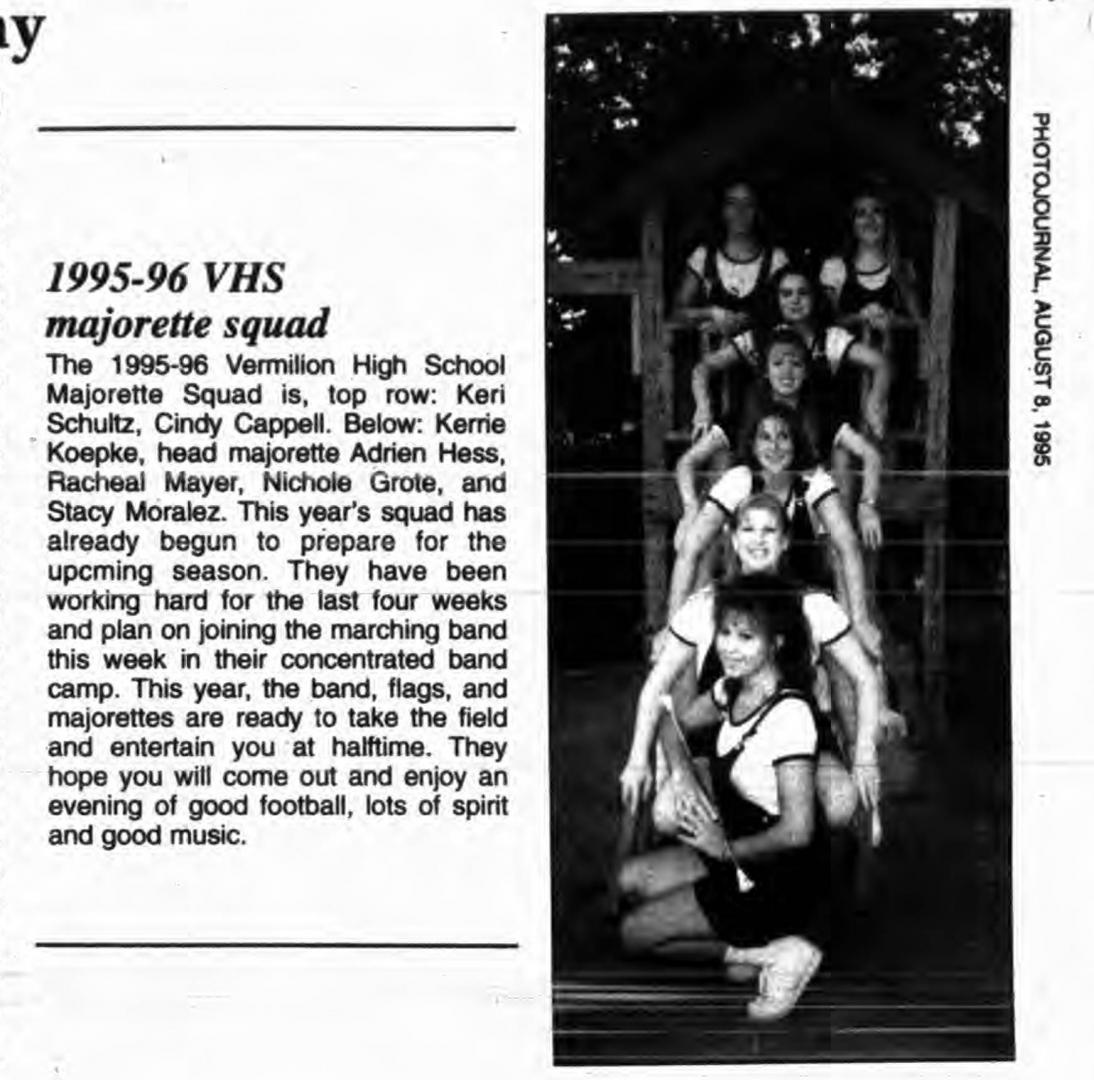 ay
1995-96 VHS
majorette squad
The 1995-96 Vermilion High School
Majorette Squad is, top row: Keri
Schultz, Cindy Cappell. Below: Kerrie
Koepke, head majorette Adrien Hess,
Racheal Mayer, Nichole Grote, and
Stacy Moralez. This year's squad has
already begun to prepare for the
upcming season. They have been
working hard for the last four weeks
and plan on joining the marching band
this week in their concentrated band
camp. This year, the band, flags, and
majorettes are ready to take the field
and entertain you at halftime. They
hope you will come out and enjoy an
evening of good football, lots of spirit
and good music.
PHOTOJOURNAL, AUGUST 8, 1995